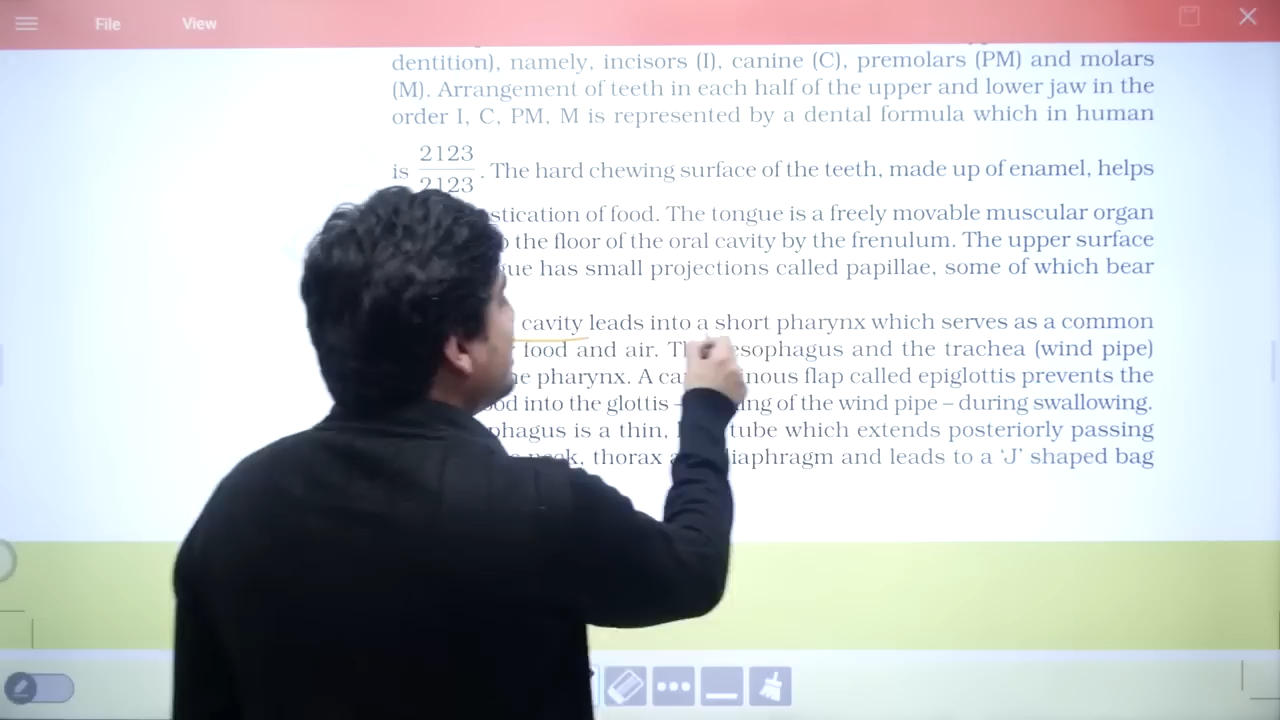 File View
dentition), namely, incisors (I), canine (C), premolars (PM) and molars
(M). Arrangement of teeth in each half of the upper and lower jaw in the
order I, C, PM, M is represented by a dental formula which in human
2123
is . The hard chewing surface of the teeth, made up of enamel, helps
2123
stication of food. The tongue is a freely movable muscular organ
the floor of the oral cavity by the frenulum. The upper surface
gue has small projections called papillae, some of which bear
cavity leads into a short pharynx which serves as a common
food and air. esophagus and the trachea (wind pipe)
pharynx. A inous flap called epiglottis prevents the
into the glottis – of the wind pipe – during swallowing.
phagus is a thin, tube which extends posteriorly passing
thorax iaphragm and leads to a ‘J’ shaped bag